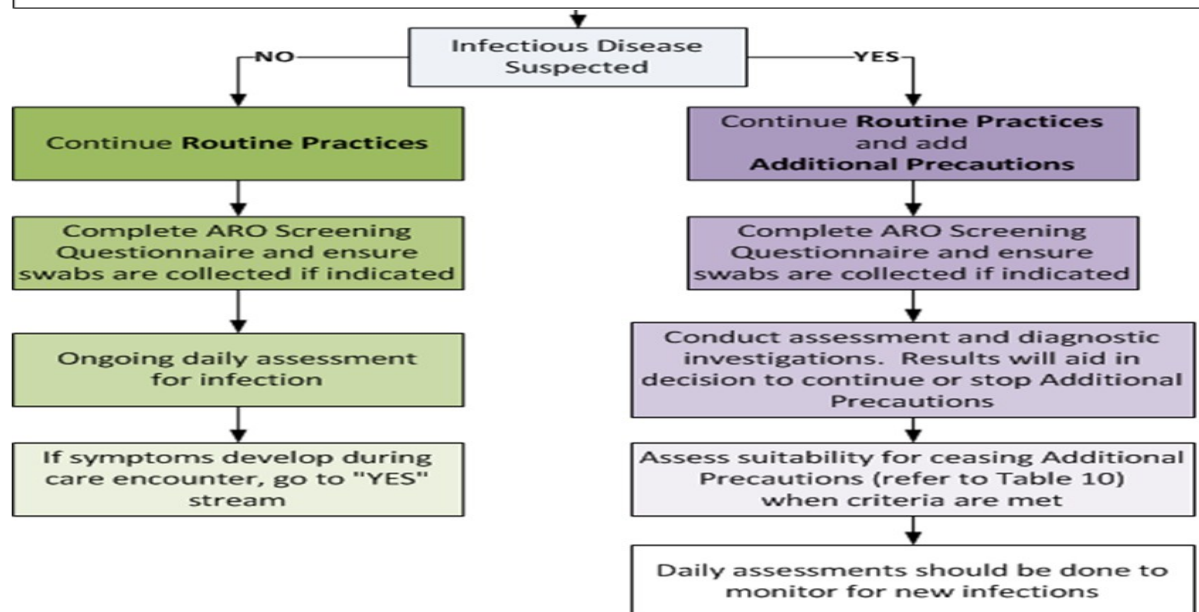 Infectious Disease
Suspected
NO
YES
Continue Routine Practices
Continue Routine Practices
and add
Additional Precautions
Complete ARO Screening
Questionnaire and ensure
swabs are collected if indicated
Complete ARO Screening
Questionnaire and ensure
swabs are collected if indicated
Ongoing daily assessment
for infection
Conduct assessment and diagnostic
investigations.  Results will aid in
decision to continue or stop Additional
Precautions
If symptoms develop during
care encounter, go to "YES"
stream
Assess suitability for ceasing Additional
Precautions (refer to Table 10)
when criteria are met
Daily assessments should be done to
monitor for new infections